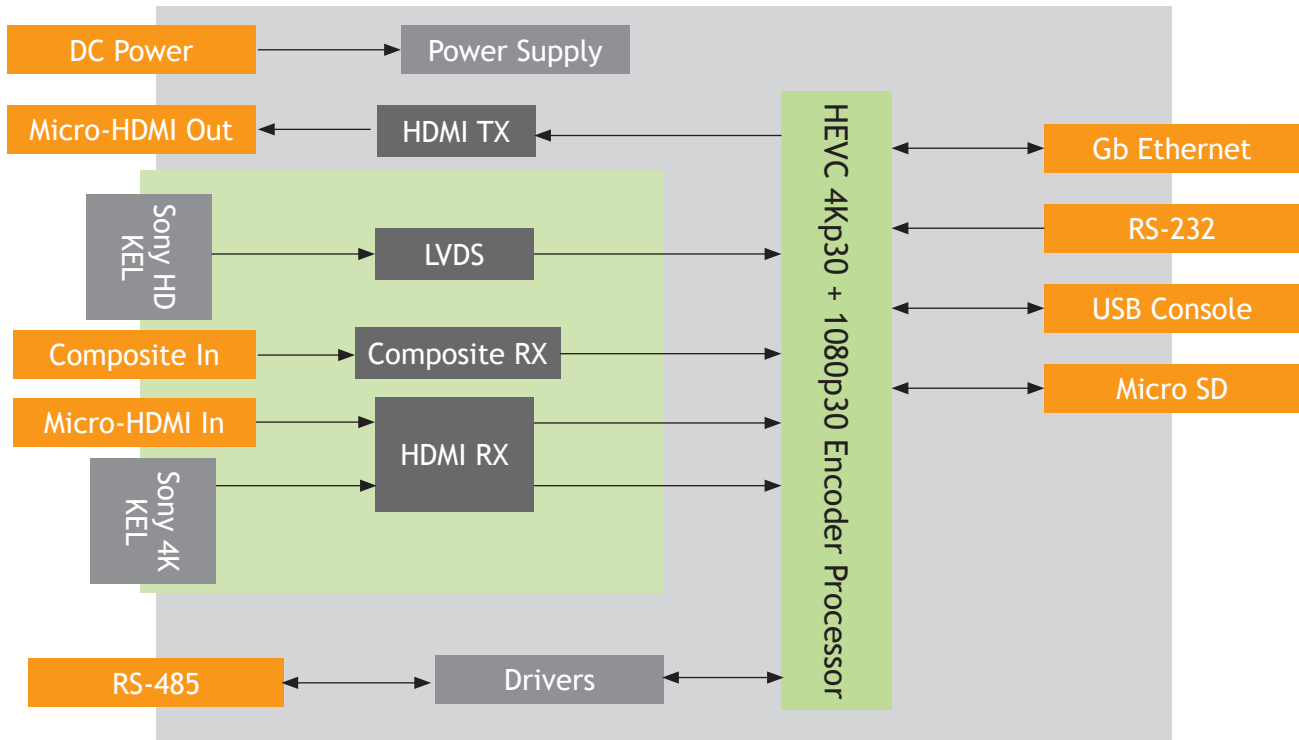 DC Power
Power Supply
Micro-HDMI Out
HDMI TX
Sony HD
KEL
LVDS
Composite In
Composite RX
Micro-HDMI In
HDMI RX
Sony 4K
KEL
RS-485
Drivers
HEVC 4Kp30 + 1080p30 Encoder Processor
Gb Ethernet
RS-232
USB Console
Micro SD